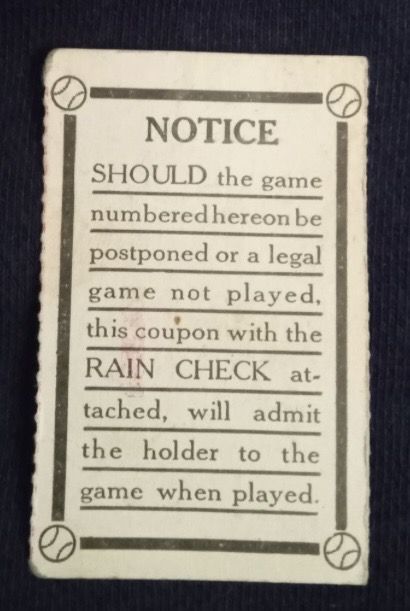 NOTICE
SHOULD the game
numbered hereon be
postponed or a legal
game not played,
this coupon with the
RAIN CHECK at-
tached, will admit
the holder to the
game when played.